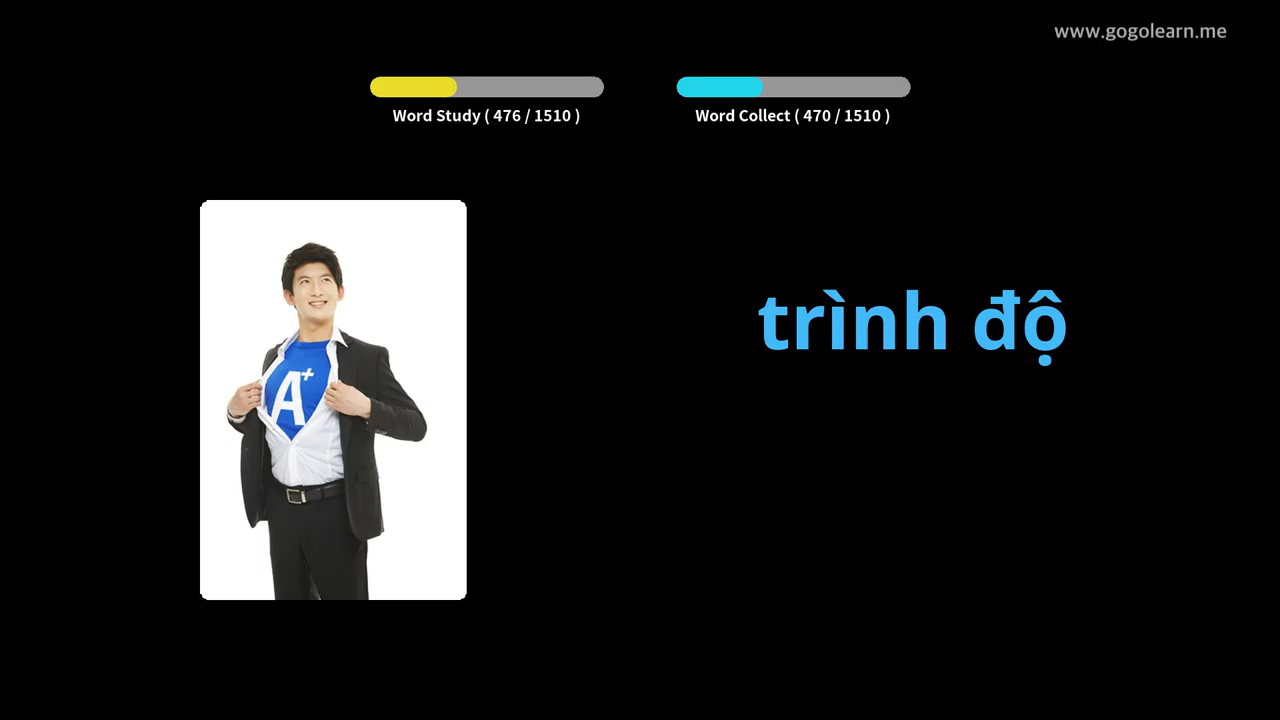 www.gogolearn.me
Word Study ( 476 / 1510 )
Word Collect ( 470 / 1510 )
A+
trình độ